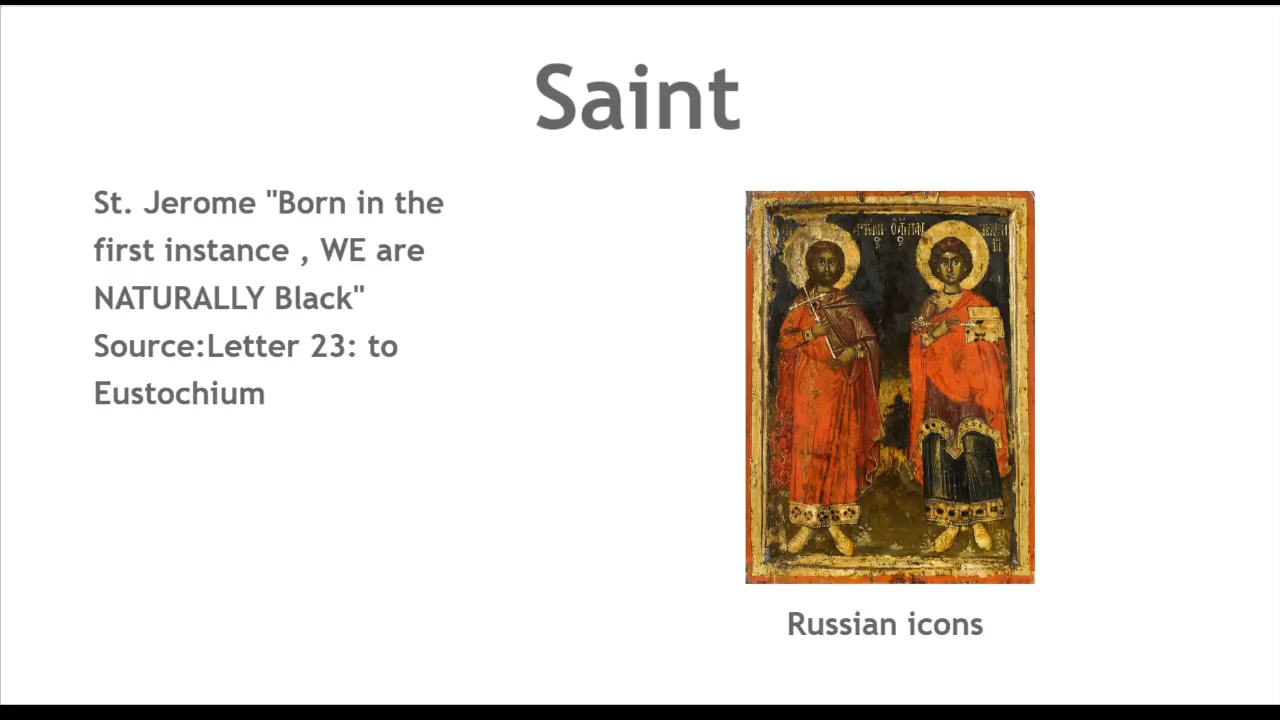 Saint
St. Jerome "Born in the
first instance , WE are
NATURALLY Black"
Source:Letter 23: to
Eustochium
Russian icons